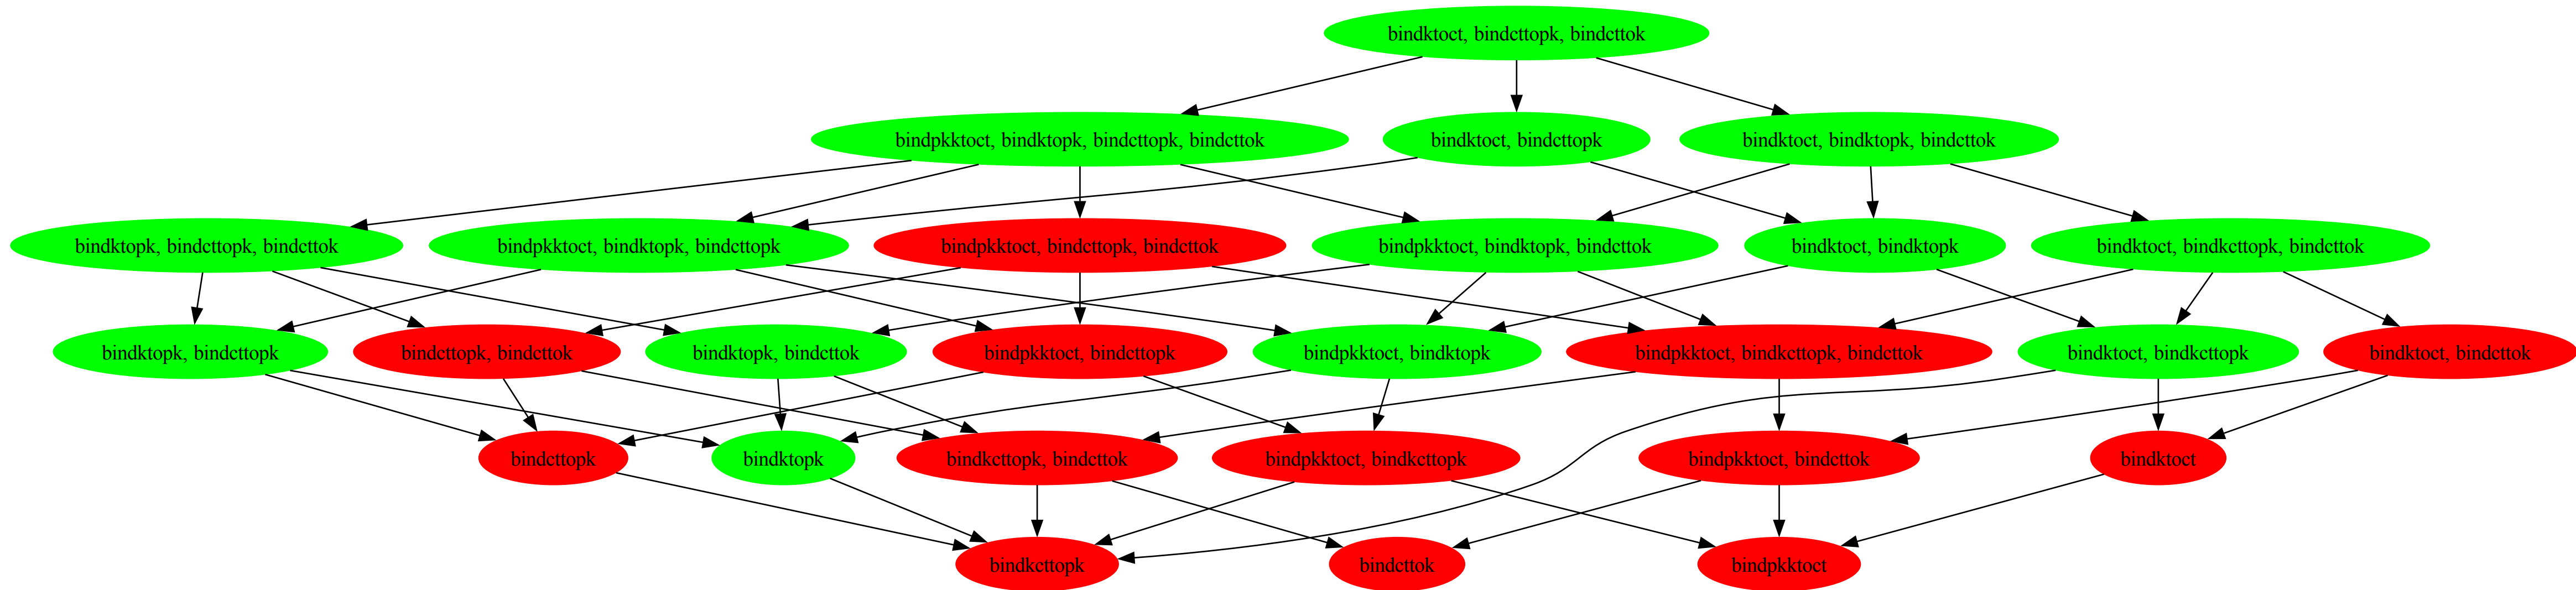 bindktoct, bindcttopk, bindcttok
bindpkktoct, bindktopk, bindcttopk, bindcttok
bindktoct, bindcttopk
bindktoct, bindktopk, bindcttok
bindktopk, bindcttopk, bindcttok
bindpkktoct, bindktopk, bindcttopk
bindpkktoct, bindcttopk, bindcttok
bindpkktoct, bindktopk, bindcttok
bindktoct, bindktopk
bindktoct, bindkcttopk, bindcttok
bindktopk, bindcttopk
bindcttopk, bindcttok
bindktopk, bindcttok
bindpkktoct, bindcttopk
bindpkktoct, bindktopk
bindpkktoct, bindkcttopk, bindcttok
bindktoct, bindkcttopk
bindktoct, bindcttok
bindcttopk
bindktopk
bindkcttopk, bindcttok
bindpkktoct, bindkcttopk
bindpkktoct, bindcttok
bindktoct
bindkcttopk
bindcttok
bindpkktoct